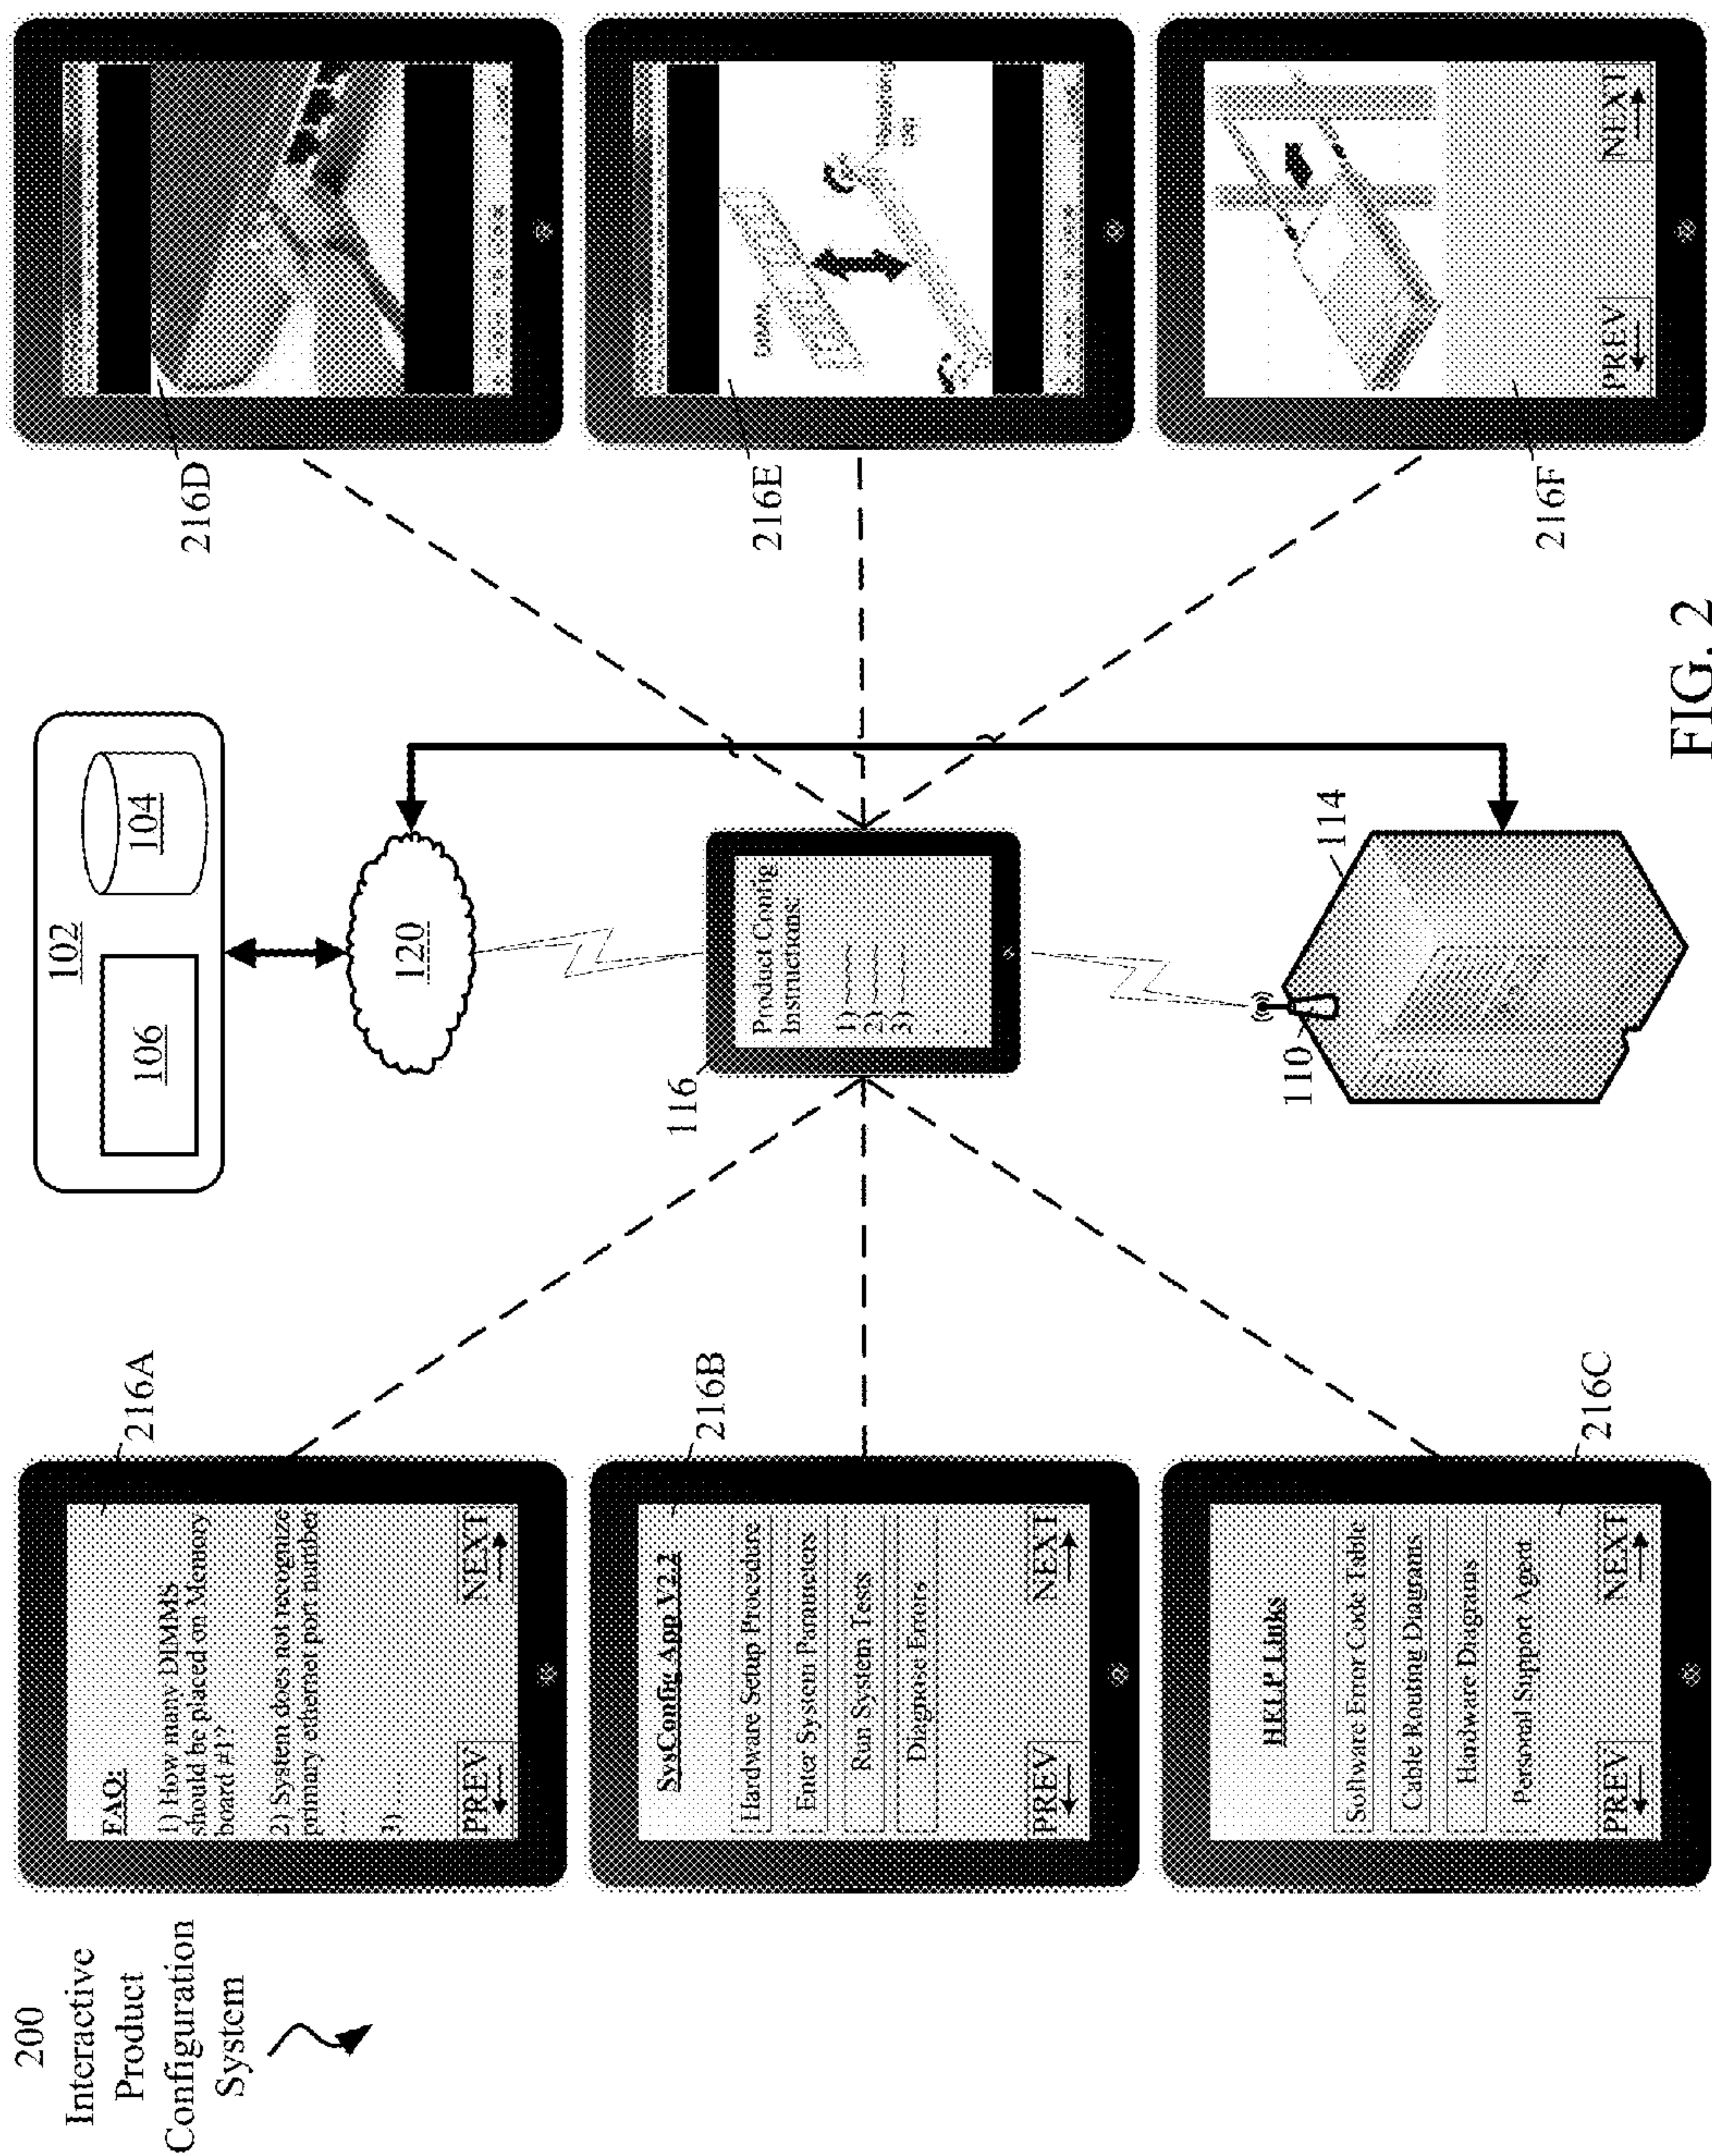 200
Interactive
Product
Configuration
System
216A
FAQ:
1) How many DIMMS
should be placed on Memory
board #1?
2) System does not recognize
primary ethernet port number
. . .
3) . . .
PREV
NEXT
216B
SysConfig App V2.2
Hardware Setup Procedure
Enter System Parameters
Run System Tests
Diagnose Errors
PREV
NEXT
216C
HELP Links
Software Error Code Table
Cable Routing Diagrams
Hardware Diagrams
Personal Support Agent
PREV
NEXT
102
106
104
120
116
Product Config
Instructions:
1)
2)
3)
110
114
216D
216E
DIMM
216F
PREV
NEXT
FIG. 2